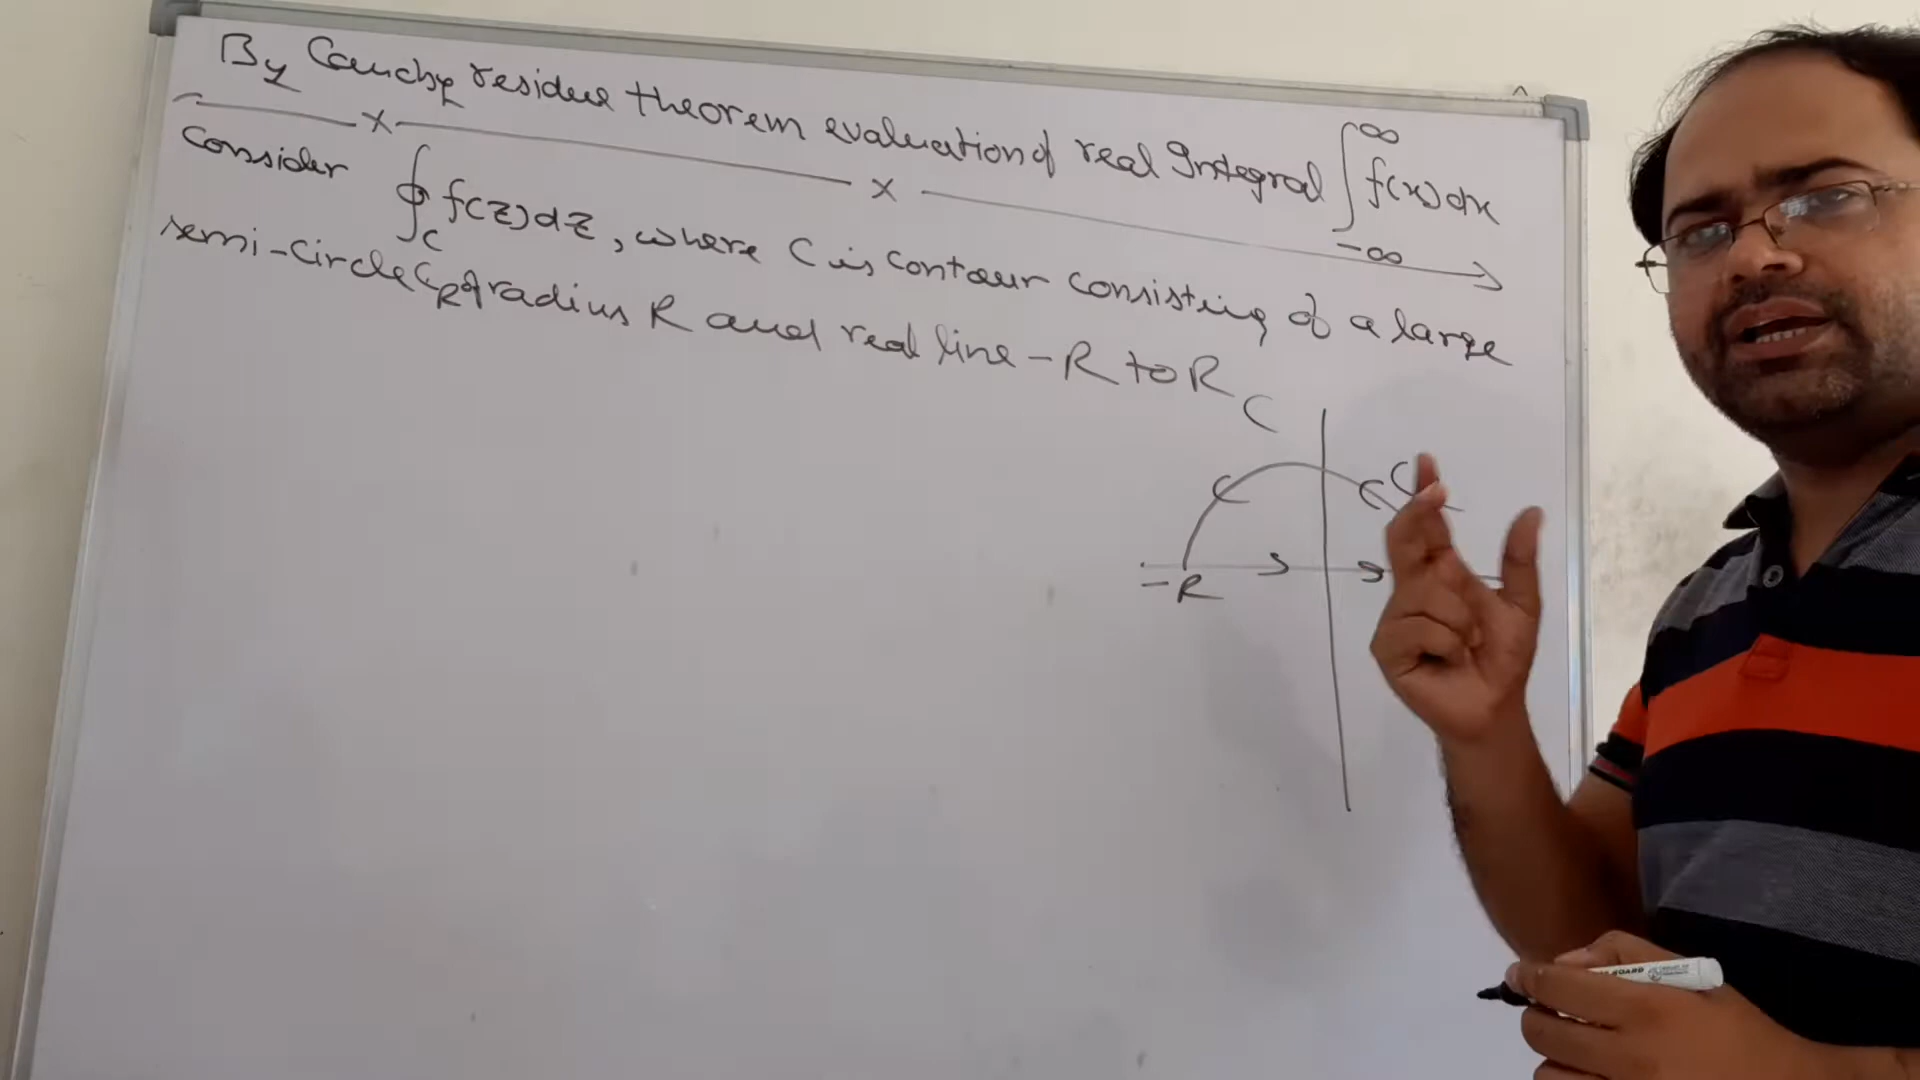 By Cauchy residue theorem evaluation of real Integral ∫_{-∞}^{∞} f(x)dx
Consider ∮_C f(z)dz, where C is contour consisting of a large
semi-circle C_R of radius R and real line -R to R
C
C
-R
BOARD